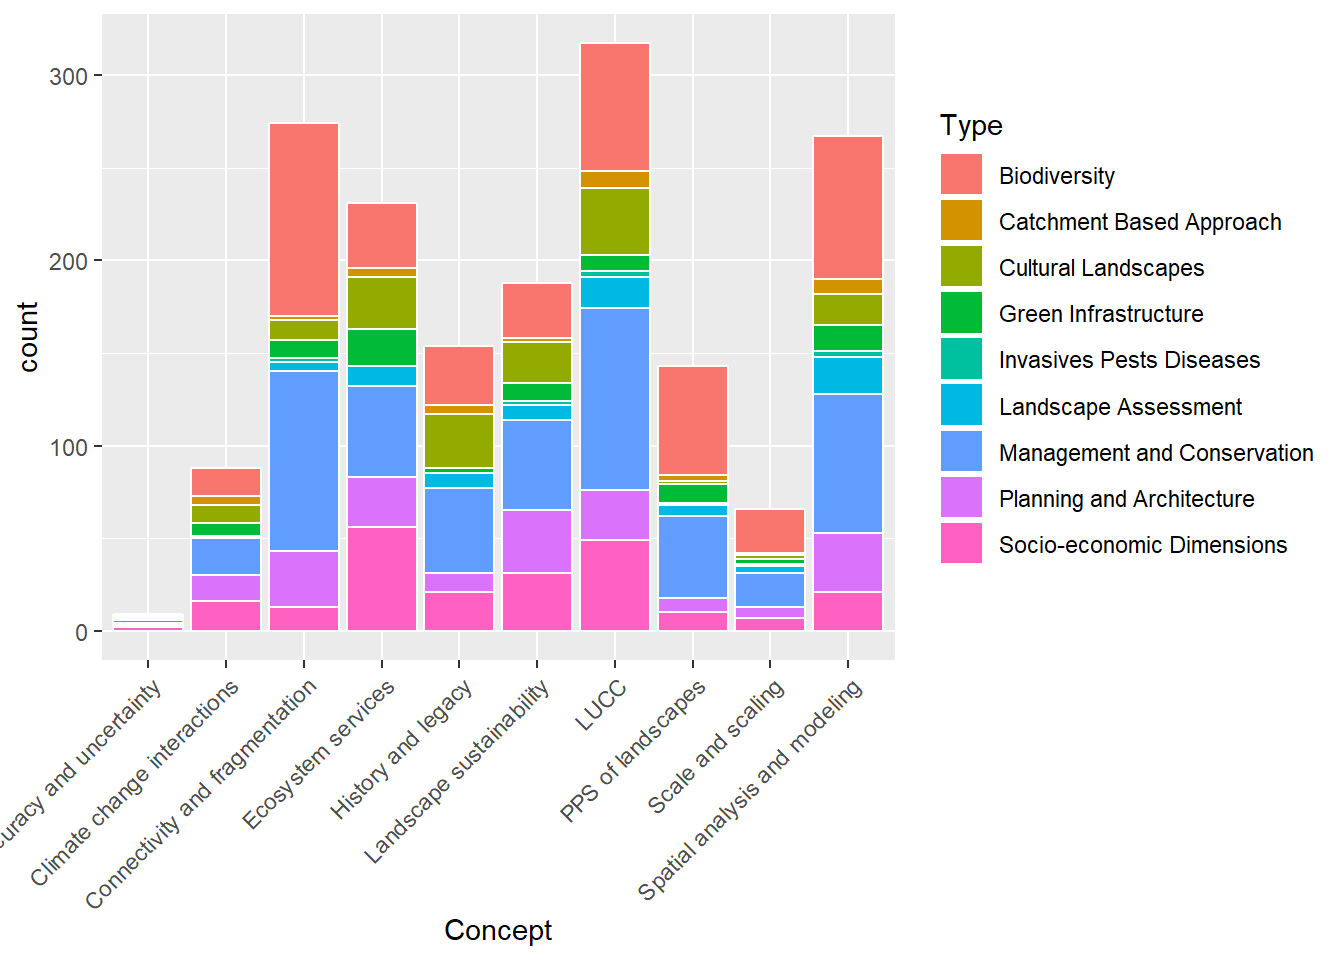 count
300
200
100
0
uncertainty
and
Climate change interactions
Connectivity and fragmentation
Ecosystem services
History and legacy
Landscape sustainability
LUCC
PPS of landscapes
Scale and scaling
Spatial analysis and modeling
Concept
Type
Biodiversity
Catchment Based Approach
Cultural Landscapes
Green Infrastructure
Invasives Pests Diseases
Landscape Assessment
Management and Conservation
Planning and Architecture
Socio-economic Dimensions